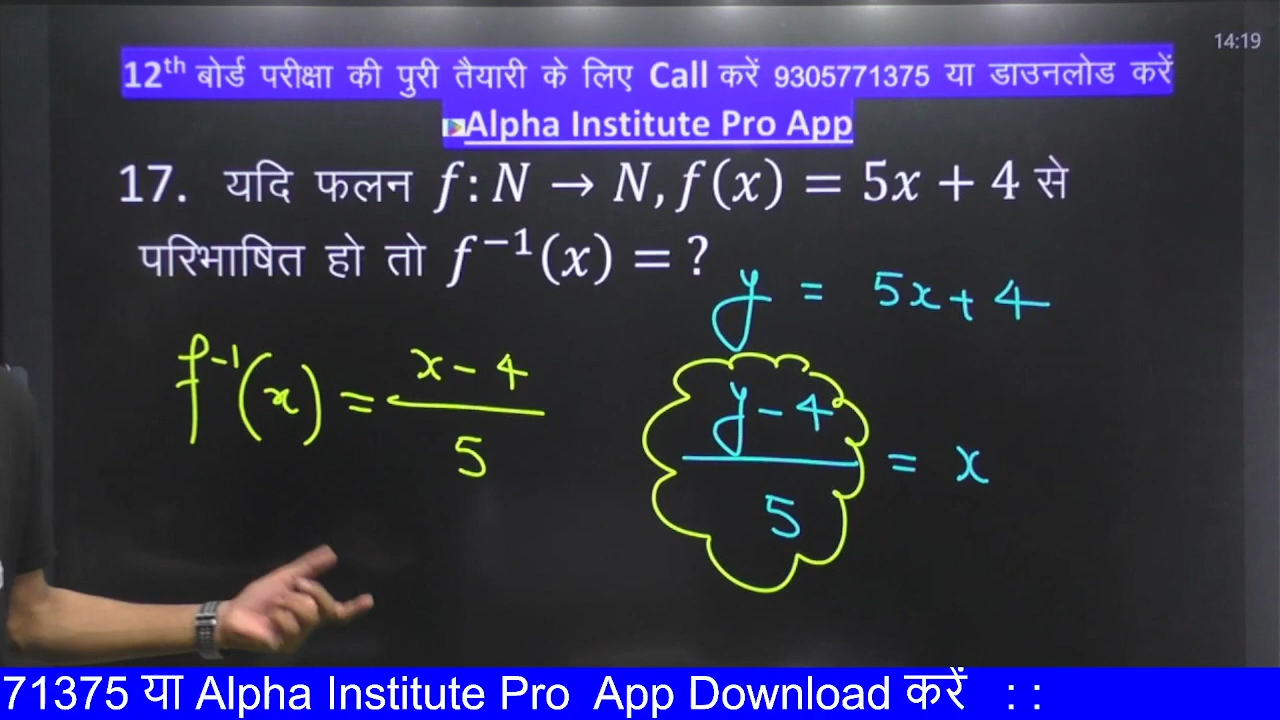 14:19
12th बोर्ड परीक्षा की पुरी तैयारी के लिए Call करें 9305771375 या डाउनलोड करें
Alpha Institute Pro App
17. यदि फलन f: N → N, f(x) = 5x + 4 से
परिभाषित हो तो f⁻¹(x) = ?
y = 5x + 4
f⁻¹(x) = x - 4 / 5
y - 4 / 5 = x
71375 या Alpha Institute Pro App Download करें : :